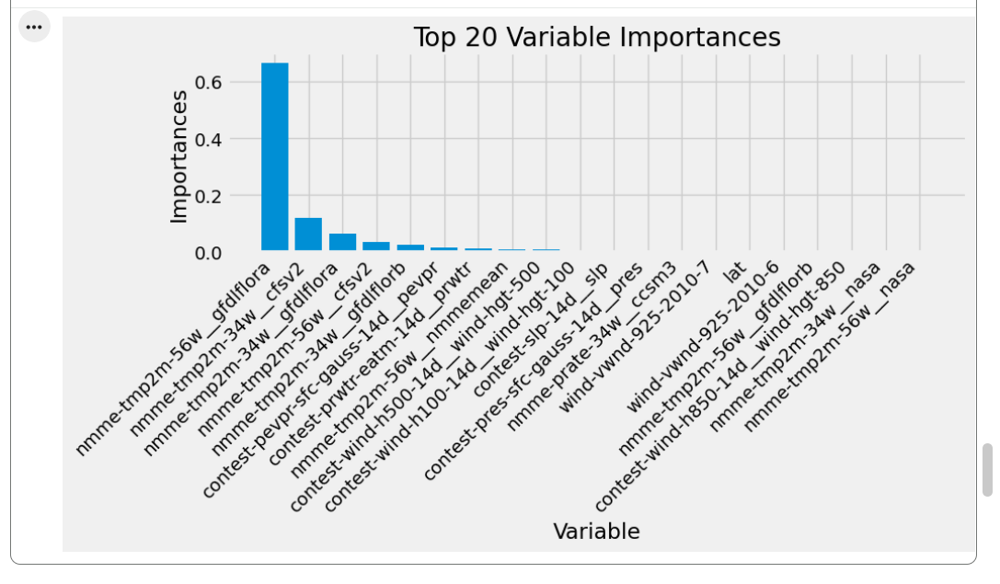 Top 20 Variable Importances
Importances
0.6
0.4
0.2
0.0
nmme-tmp2m-56w__gfdlflora
nmme-tmp2m-34w__cfsv2
nmme-tmp2m-34w__gfdlflora
nmme-tmp2m-56w__cfsv2
nmme-tmp2m-34w__gfdlflorb
contest-pevpr-sfc-gauss-14d__pevpr
contest-prwtr-eatm-14d__prwtr
nmme-tmp2m-56w__nmmemean
contest-wind-h500-14d__wind-hgt-500
contest-wind-h100-14d__wind-hgt-100
contest-slp-14d__slp
contest-pres-sfc-gauss-14d__pres
nmme-prate-34w__ccsm3
wind-vwnd-925-2010-7
lat
wind-vwnd-925-2010-6
nmme-tmp2m-56w__gfdlflorb
contest-wind-h850-14d__wind-hgt-850
nmme-tmp2m-34w__nasa
nmme-tmp2m-56w__nasa
Variable